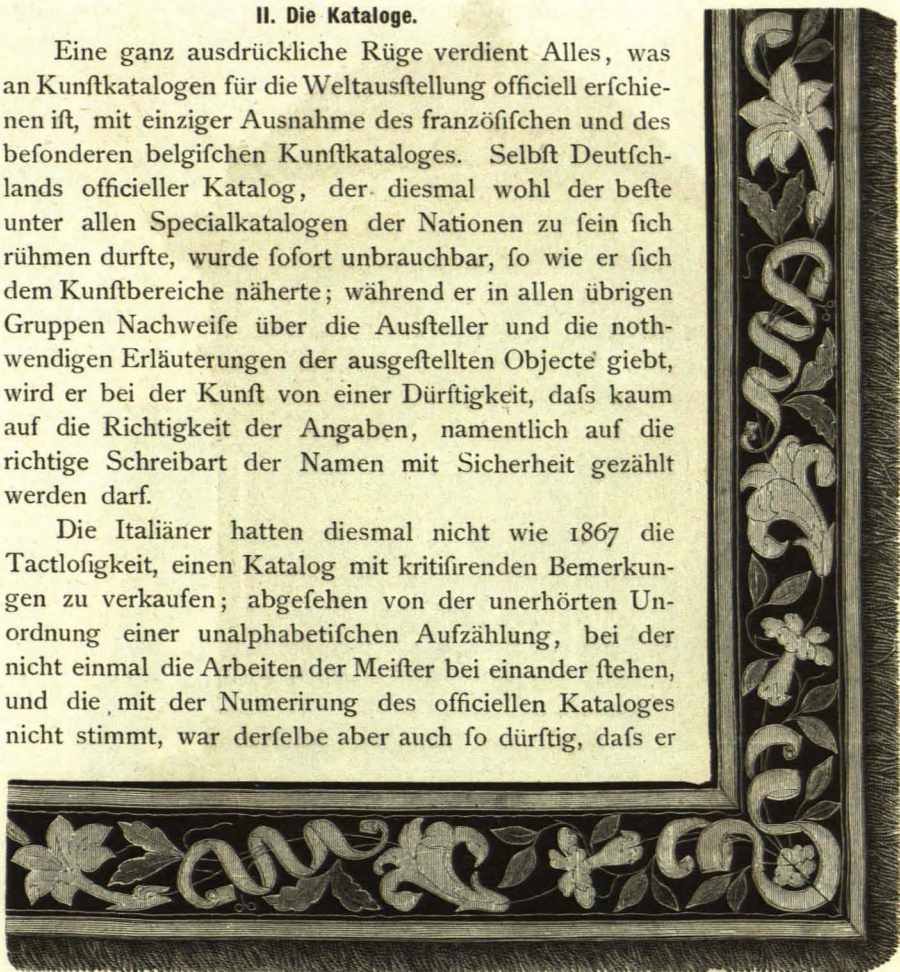 II. Die Kataloge.
Eine ganz ausdrückliche Rüge verdient Alles, was
an Kunſtkatalogen für die Weltausſtellung officiell erſchie-
nen iſt, mit einziger Ausnahme des franzöſiſchen und des
beſonderen belgiſchen Kunſtkataloges. Selbſt Deutſch-
lands officieller Katalog, der diesmal wohl der beſte
unter allen Specialkatalogen der Nationen zu ſein ſich
rühmen durfte, wurde ſofort unbrauchbar, ſo wie er ſich
dem Kunſtbereiche näherte; während er in allen übrigen
Gruppen Nachweiſe über die Ausſteller und die noth-
wendigen Erläuterungen der ausgeſtellten Objecte giebt,
wird er bei der Kunſt von einer Dürftigkeit, daſs kaum
auf die Richtigkeit der Angaben, namentlich auf die
richtige Schreibart der Namen mit Sicherheit gezählt
werden darf.
Die Italiäner hatten diesmal nicht wie 1867 die
Tactloſigkeit, einen Katalog mit kritiſirenden Bemerkun-
gen zu verkaufen; abgeſehen von der unerhörten Un-
ordnung einer unalphabetiſchen Aufzählung, bei der
nicht einmal die Arbeiten der Meiſter bei einander ſtehen,
und die mit der Numerirung des officiellen Kataloges
nicht stimmt, war derſelbe aber auch ſo dürftig, daſs er